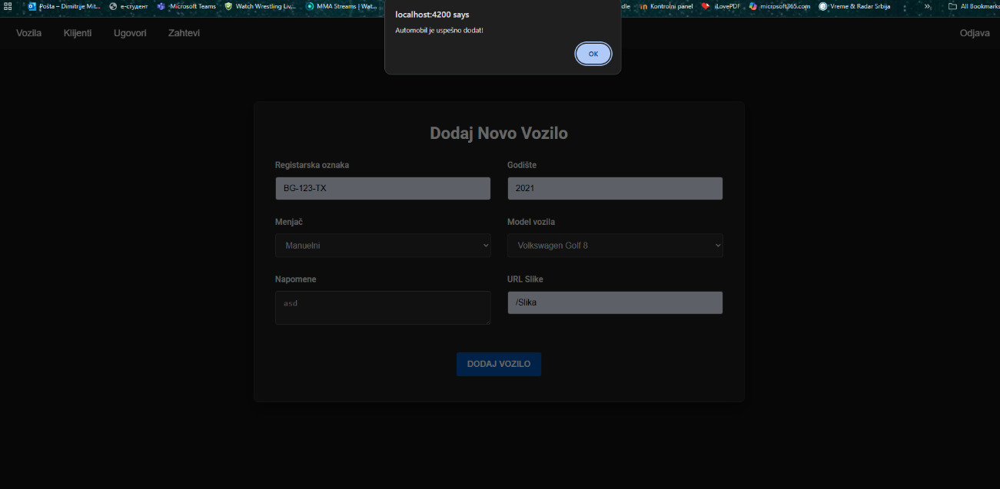 Pošta – Dimitrije Mit...
е-студент
Microsoft Teams
Watch Wrestling Liv...
MMA Streams | Wat...
dle
Kontrolni panel
iLovePDF
microsoft365.com
Vreme & Radar Srbija
»
All Bookmarks
localhost:4200 says
Automobil je uspešno dodat!
OK
Vozila
Klijenti
Ugovori
Zahtevi
Odjava
Dodaj Novo Vozilo
Registarska oznaka
Godište
BG-123-TX
2021
Menjač
Model vozila
Manuelni
Volkswagen Golf 8
Napomene
URL Slike
asd
/Slika
DODAJ VOZILO